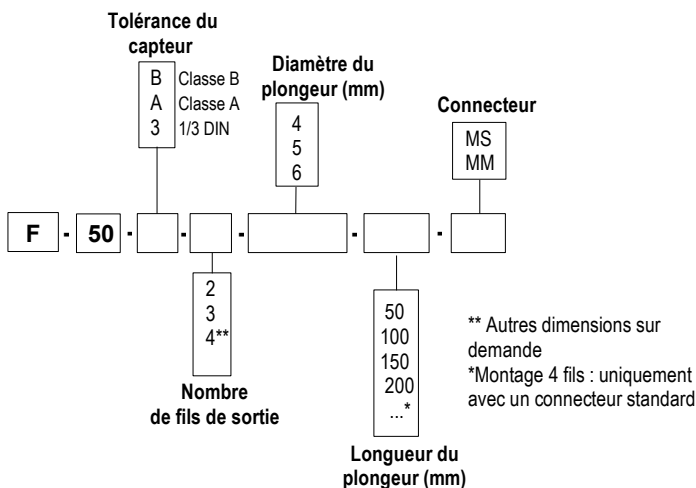 Tolérance du
capteur
B Classe B
A Classe A
3 1/3 DIN
Diamètre du
plongeur (mm)
4
5
6
Connecteur
MS
MM
F - 50 - - - - -
2
3
4**
Nombre
de fils de sortie
50
100
150
200
...*
Longueur du
plongeur (mm)
** Autres dimensions sur
demande
*Montage 4 fils : uniquement
avec un connecteur standard